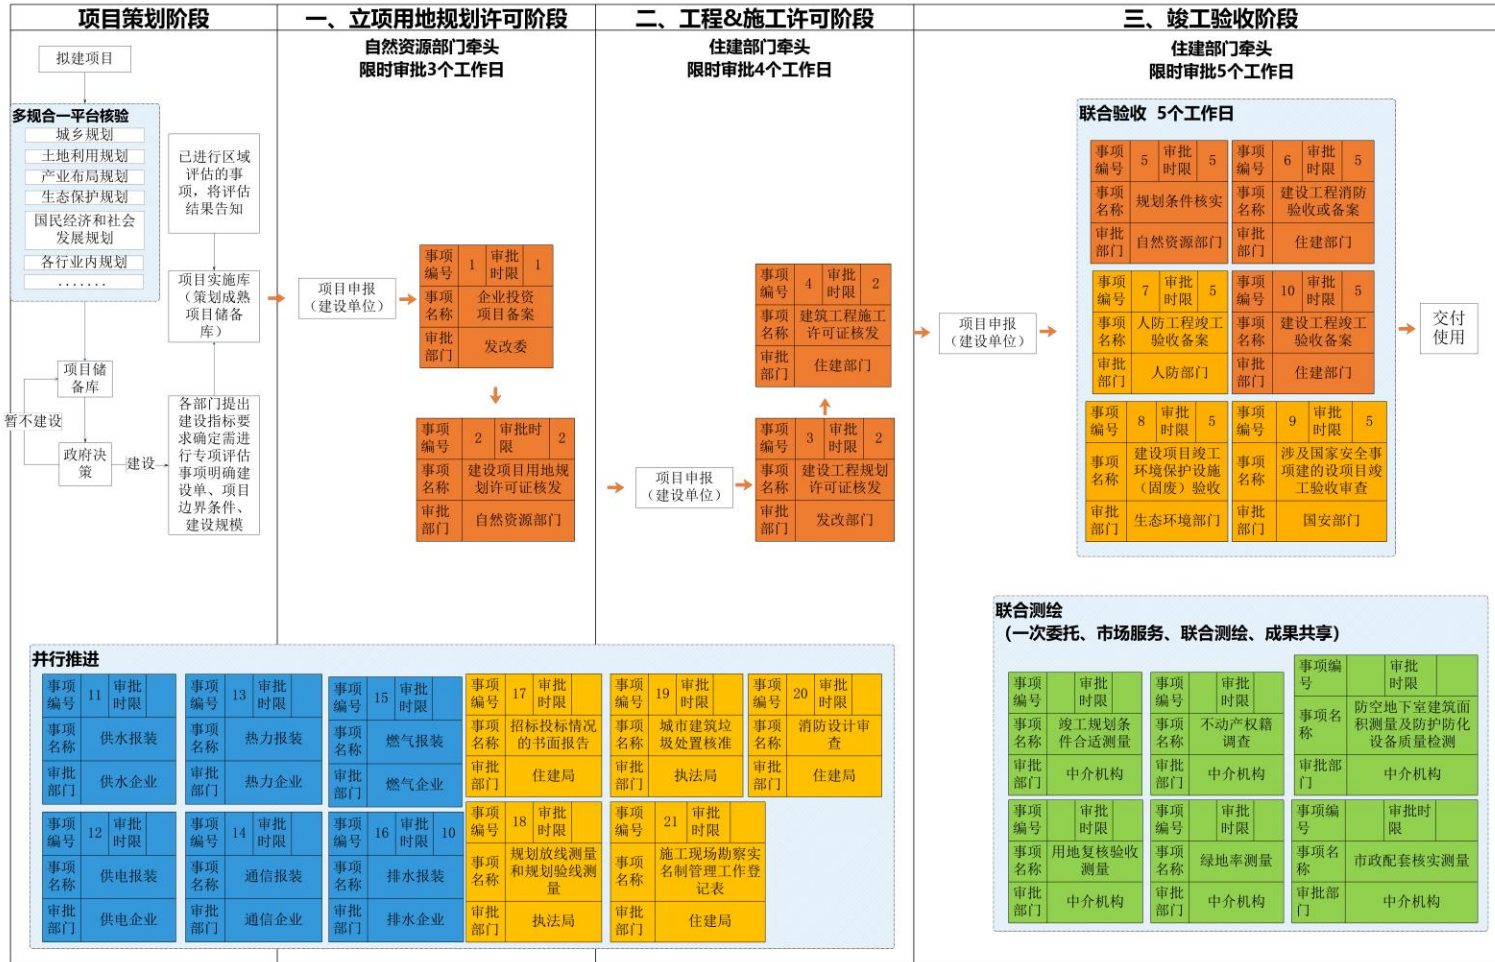 项目策划阶段
一、立项用地规划许可阶段
二、工程&施工许可阶段
三、竣工验收阶段
自然资源部门牵头
限时审批3个工作日
住建部门牵头
限时审批4个工作日
住建部门牵头
限时审批5个工作日
拟建项目
多规合一平台核验
城乡规划
土地利用规划
产业布局规划
生态保护规划
国民经济和社会
发展规划
各行业内规划
.......
已进行区域
评估的事
项，将评估
结果告知
项目实施库
（策划成熟
项目储备
库）
项目储
备库
暂不建设
政府决
策
建设
各部门提出
建设指标要
求确定需进
行专项评估
事项明确建
设单、项目
边界条件、
建设规模
项目申报
（建设单位）
事项
编号
1
审批
时限
1
事项
名称
企业投资
项目备案
审批
部门
发改委
事项
编号
2
审批时
限
2
事项
名称
建设项目用地规
划许可证核发
审批
部门
自然资源部门
项目申报
（建设单位）
事项
编号
4
审批
时限
2
事项
名称
建筑工程施工
许可证核发
审批
部门
住建部门
事项
编号
3
审批
时限
2
事项
名称
建设工程规划
许可证核发
审批
部门
发改部门
项目申报
（建设单位）
联合验收 5个工作日
事项
编号
5
审批
时限
5
事项
名称
规划条件核实
审批
部门
自然资源部门
事项
编号
6
审批
时限
5
事项
名称
建设工程消防
验收或备案
审批
部门
住建部门
事项
编号
7
审批
时限
5
事项
名称
人防工程竣工
验收备案
审批
部门
人防部门
事项
编号
10
审批
时限
5
事项
名称
建设工程竣工
验收备案
审批
部门
住建部门
事项
编号
8
审批
时限
5
事项
名称
建设项目竣工
环境保护设施
（固废）验收
审批
部门
生态环境部门
事项
编号
9
审批
时限
5
事项
名称
涉及国家安全事
项建的设项目竣
工验收审查
审批
部门
国安部门
交付
使用
并行推进
事项
编号
11
审批
时限
事项
名称
供水报装
审批
部门
供水企业
事项
编号
13
审批
时限
事项
名称
热力报装
审批
部门
热力企业
事项
编号
15
审批
时限
事项
名称
燃气报装
审批
部门
燃气企业
事项
编号
17
审批
时限
事项
名称
招标投标情况
的书面报告
审批
部门
住建局
事项
编号
19
审批
时限
事项
名称
城市建筑垃
圾处置核准
审批
部门
执法局
事项
编号
20
审批
时限
事项
名称
消防设计审
查
审批
部门
住建局
事项
编号
12
审批
时限
事项
名称
供电报装
审批
部门
供电企业
事项
编号
14
审批
时限
事项
名称
通信报装
审批
部门
通信企业
事项
编号
16
审批
时限
10
事项
名称
排水报装
审批
部门
排水企业
事项
编号
18
审批
时限
事项
名称
规划放线测量
和规划验线测
量
审批
部门
执法局
事项
编号
21
审批
时限
事项
名称
施工现场勘察实
名制管理工作登
记表
审批
部门
住建局
联合测绘
（一次委托、市场服务、联合测绘、成果共享）
事项
编号
审批
时限
事项
名称
竣工规划条
件合适测量
审批
部门
中介机构
事项
编号
审批
时限
事项
名称
不动产权籍
调查
审批
部门
中介机构
事项编
号
审批
时限
事项名
称
防空地下室建筑面
积测量及防护防化
设备质量检测
审批部
门
中介机构
事项
编号
审批
时限
事项
名称
用地复核验收
测量
审批
部门
中介机构
事项
编号
审批
时限
事项
名称
绿地率测量
审批
部门
中介机构
事项编
号
审批时
限
事项名
称
市政配套核实测量
审批部
门
中介机构